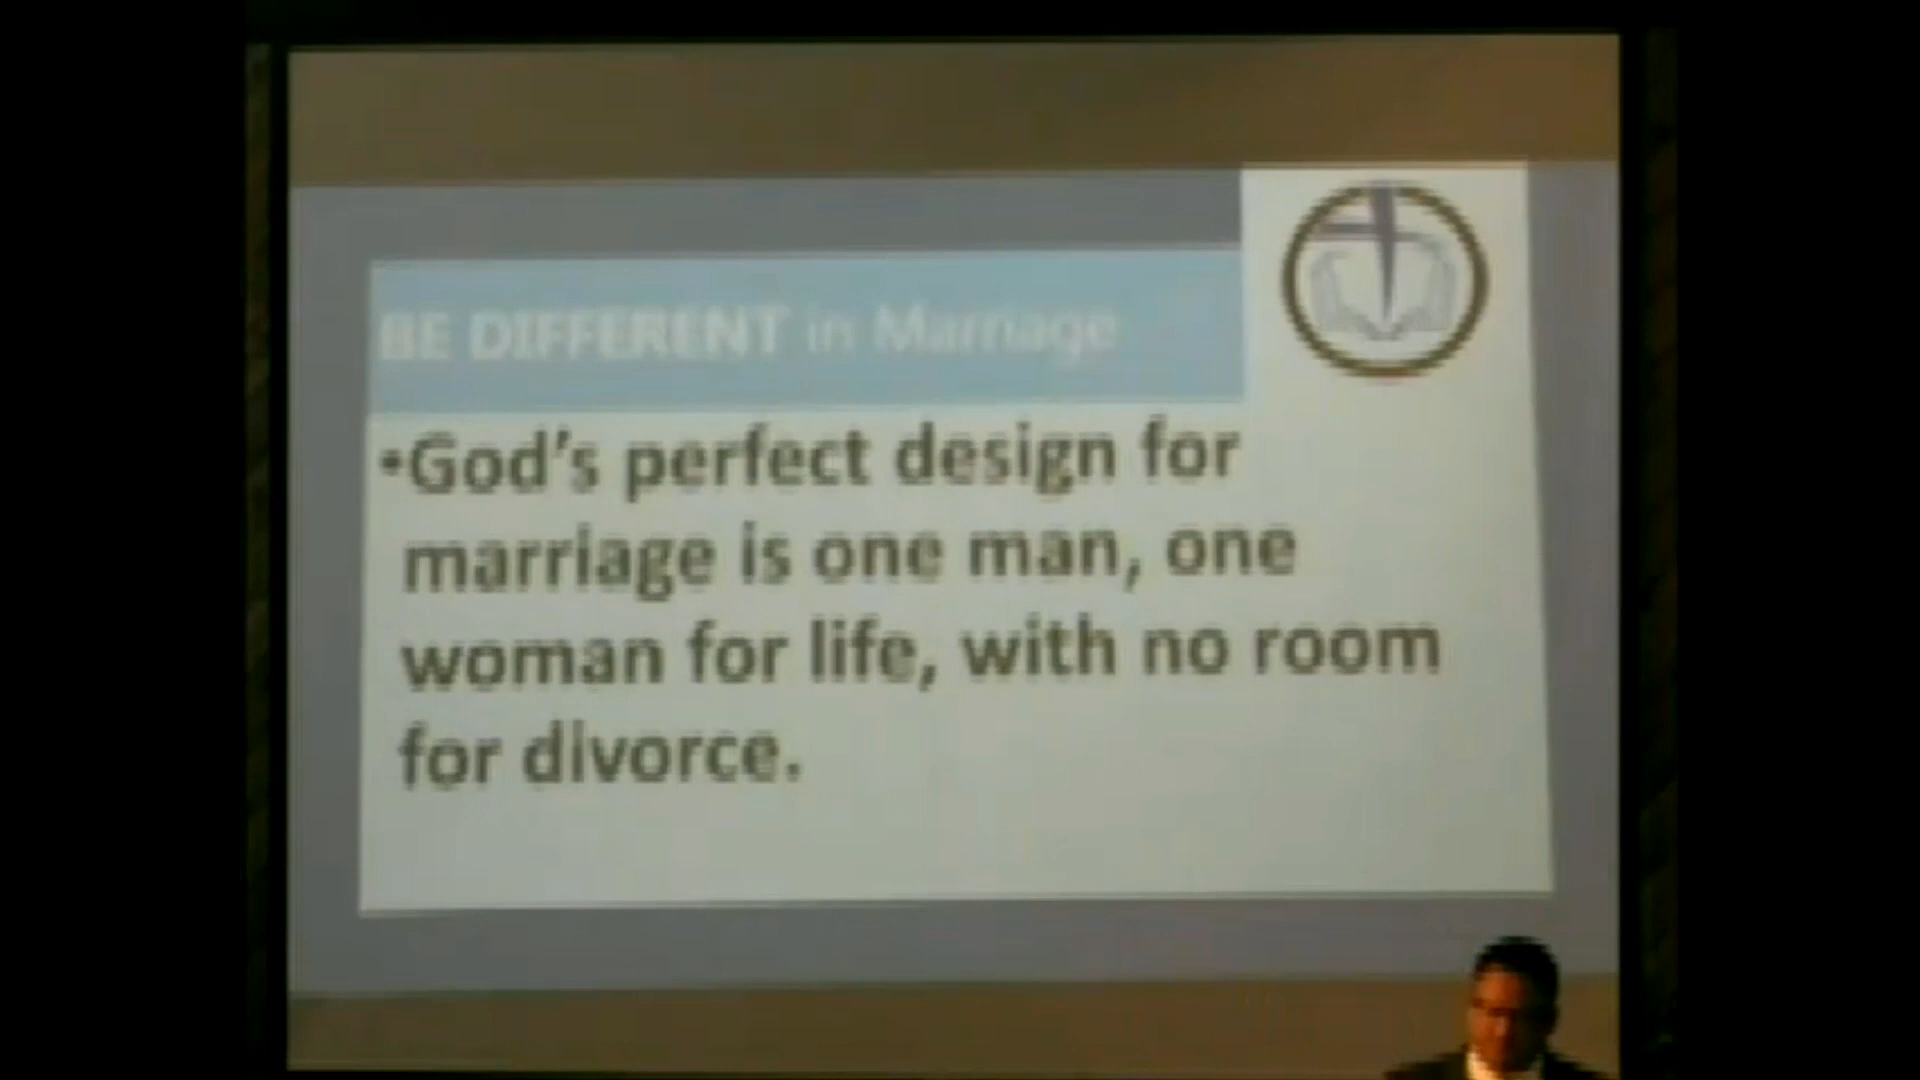 BE DIFFERENT in Marriage
•God's perfect design for
marriage is one man, one
woman for life, with no room
for divorce.